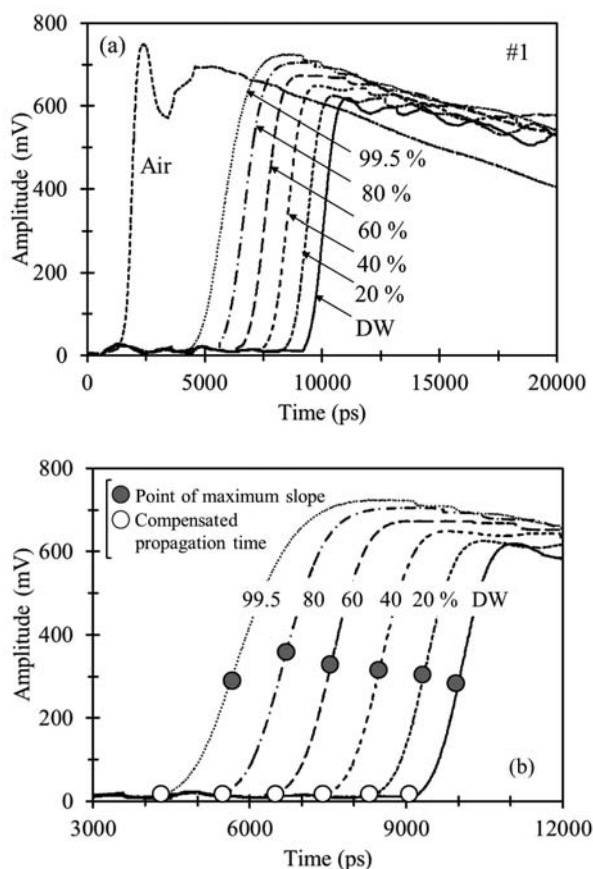 (a)
#1
800
600
400
200
0
Amplitude (mV)
Air
99.5 %
80 %
60 %
40 %
20 %
DW
0 5000 10000 15000 20000
Time (ps)
Point of maximum slope
Compensated
propagation time
800
600
400
200
0
Amplitude (mV)
99.5 80 60 40 20 % DW
(b)
3000 6000 9000 12000
Time (ps)